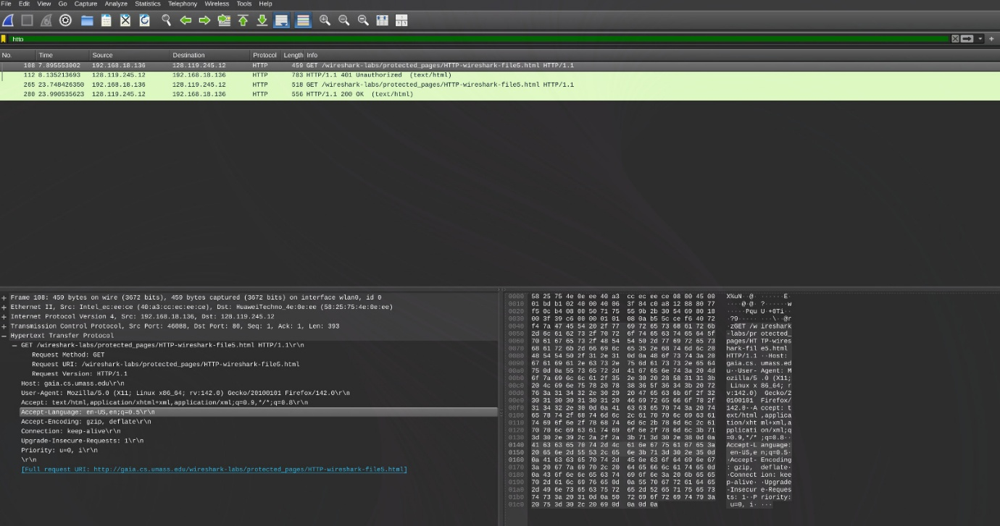 File Edit View Go Capture Analyze Statistics Telephony Wireless Tools Help
http
No. Time Source Destination Protocol Length Info
108 7.895553002 192.168.18.136 128.119.245.12 HTTP 459 GET /wireshark-labs/protected_pages/HTTP-wireshark-file5.html HTTP/1.1
112 8.135213693 128.119.245.12 192.168.18.136 HTTP 783 HTTP/1.1 401 Unauthorized (text/html)
265 23.748426350 192.168.18.136 128.119.245.12 HTTP 518 GET /wireshark-labs/protected_pages/HTTP-wireshark-file5.html HTTP/1.1
280 23.990535623 128.119.245.12 192.168.18.136 HTTP 556 HTTP/1.1 200 OK (text/html)
Frame 108: 459 bytes on wire (3672 bits), 459 bytes captured (3672 bits) on interface wlan0, id 0
Ethernet II, Src: Intel_ec:ee:ce (40:a3:cc:ec:ee:ce), Dst: HuaweiTechno_4e:0e:ee (58:25:75:4e:0e:ee)
Internet Protocol Version 4, Src: 192.168.18.136, Dst: 128.119.245.12
Transmission Control Protocol, Src Port: 46088, Dst Port: 80, Seq: 1, Ack: 1, Len: 393
Hypertext Transfer Protocol
GET /wireshark-labs/protected_pages/HTTP-wireshark-file5.html HTTP/1.1\r\n
Request Method: GET
Request URI: /wireshark-labs/protected_pages/HTTP-wireshark-file5.html
Request Version: HTTP/1.1
Host: gaia.cs.umass.edu\r\n
User-Agent: Mozilla/5.0 (X11; Linux x86_64; rv:142.0) Gecko/20100101 Firefox/142.0\r\n
Accept: text/html,application/xhtml+xml,application/xml;q=0.9,*/*;q=0.8\r\n
Accept-Language: en-US,en;q=0.5\r\n
Accept-Encoding: gzip, deflate\r\n
Connection: keep-alive\r\n
Upgrade-Insecure-Requests: 1\r\n
Priority: u=0, i\r\n
\r\n
[Full request URI: http://gaia.cs.umass.edu/wireshark-labs/protected_pages/HTTP-wireshark-file5.html]
0000 58 25 75 4e 0e ee 40 a3 cc ec ee ce 08 00 45 00 X%uN··@· ······E·
0010 01 bd b1 02 40 00 40 06 3f 84 c0 a8 12 88 80 77 ····@·@· ?······w
0020 f5 0c b4 08 00 50 71 75 55 9b 2b 30 54 69 80 18 ·····Pqu U·+0Ti··
0030 00 3f 39 c6 00 00 01 01 08 0a b5 5c ce f6 40 72 ·?9····· ···\··@r
0040 f4 7a 47 45 54 20 2f 77 69 72 65 73 68 61 72 6b ·zGET /w ireshark
0050 2d 6c 61 62 73 2f 70 72 6f 74 65 63 74 65 64 5f -labs/pr otected_
0060 70 61 67 65 73 2f 48 54 54 50 2d 77 69 72 65 73 pages/HT TP-wires
0070 68 61 72 6b 2d 66 69 6c 65 35 2e 68 74 6d 6c 20 hark-fil e5.html
0080 48 54 54 50 2f 31 2e 31 0d 0a 48 6f 73 74 3a 20 HTTP/1.1 ··Host:
0090 67 61 69 61 2e 63 73 2e 75 6d 61 73 73 2e 65 64 gaia.cs. umass.ed
00a0 75 0d 0a 55 73 65 72 2d 41 67 65 6e 74 3a 20 4d u··User- Agent: M
00b0 6f 7a 69 6c 6c 61 2f 35 2e 30 20 28 58 31 31 3b ozilla/5 .0 (X11;
00c0 20 4c 69 6e 75 78 20 78 38 36 5f 36 34 3b 20 72 Linux x 86_64; r
00d0 76 3a 31 34 32 2e 30 29 20 47 65 63 6b 6f 2f 32 v:142.0) Gecko/2
00e0 30 31 30 30 31 30 31 20 46 69 72 65 66 6f 78 2f 0100101 Firefox/
00f0 31 34 32 2e 30 0d 0a 41 63 63 65 70 74 3a 20 74 142.0··A ccept: t
0100 65 78 74 2f 68 74 6d 6c 2c 61 70 70 6c 69 63 61 ext/html ,applica
0110 74 69 6f 6e 2f 78 68 74 6d 6c 2b 78 6d 6c 2c 61 tion/xht ml+xml,a
0120 70 70 6c 69 63 61 74 69 6f 6e 2f 78 6d 6c 3b 71 pplicati on/xml;q
0130 3d 30 2e 39 2c 2a 2f 2a 3b 71 3d 30 2e 38 0d 0a =0.9,*/* ;q=0.8··
0140 41 63 63 65 70 74 2d 4c 61 6e 67 75 61 67 65 3a Accept-L anguage:
0150 20 65 6e 2d 55 53 2c 65 6e 3b 71 3d 30 2e 35 0d en-US,e n;q=0.5·
0160 0a 41 63 63 65 70 74 2d 45 6e 63 6f 64 69 6e 67 ·Accept- Encoding
0170 3a 20 67 7a 69 70 2c 20 64 65 66 6c 61 74 65 0d : gzip, deflate·
0180 0a 43 6f 6e 6e 65 63 74 69 6f 6e 3a 20 6b 65 65 ·Connect ion: kee
0190 70 2d 61 6c 69 76 65 0d 0a 55 70 67 72 61 64 65 p-alive· ·Upgrade
01a0 2d 49 6e 73 65 63 75 72 65 2d 52 65 71 75 65 73 -Insecur e-Reques
01b0 74 73 3a 20 31 0d 0a 50 72 69 6f 72 69 74 79 3a ts: 1··P riority:
01c0 20 75 3d 30 2c 20 69 0d 0a 0d 0a u=0, i· ···